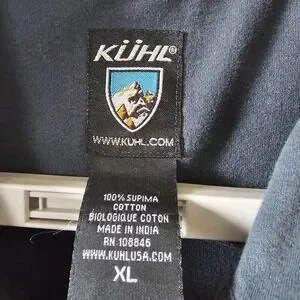 KÜHL®
WWW.KUHL.COM
100% SUPIMA
COTTON
BIOLOGIQUE COTON
MADE IN INDIA
RN 108846
WWW.KUHLUSA.COM
XL